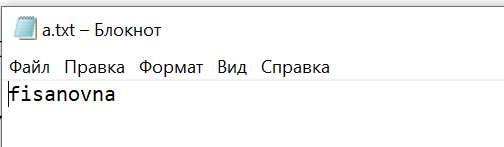 a.txt – Блокнот
Файл Правка Формат Вид Справка
fisanovna